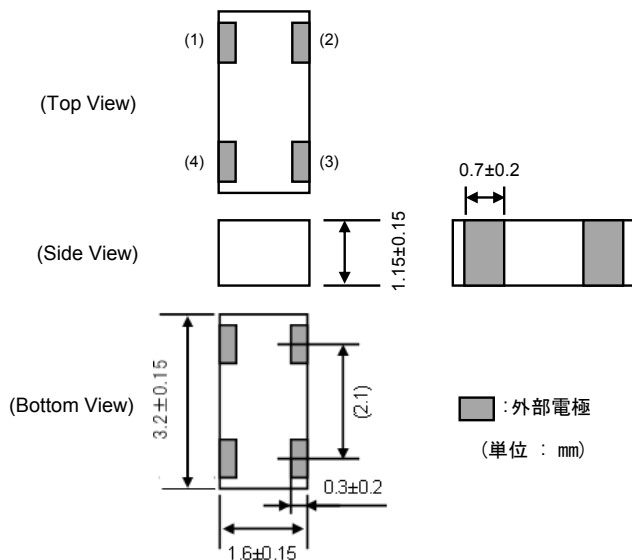 (1)
(2)
(Top View)
(4)
(3)
0.7±0.2
(Side View)
1.15±0.15
3.2±0.15
(Bottom View)
(2.1)
:外部電極
(単位 : mm)
0.3±0.2
1.6±0.15